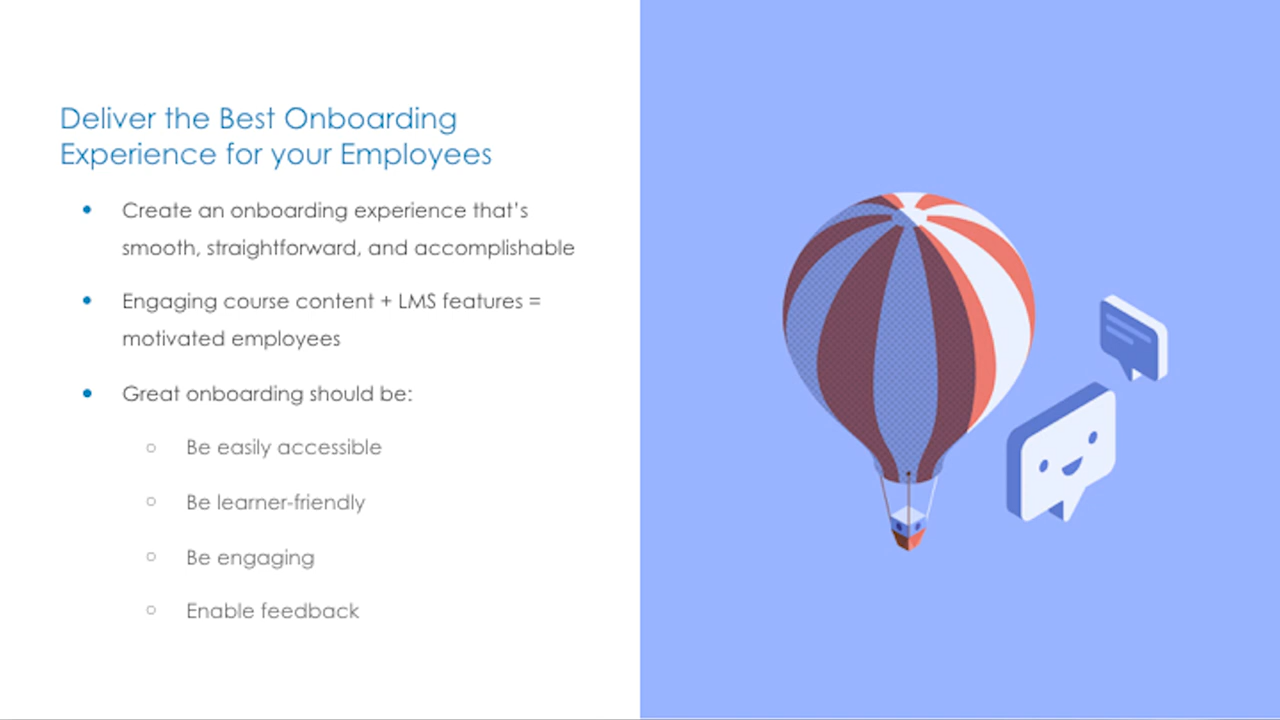 Deliver the Best Onboarding
Experience for your Employees
Create an onboarding experience that’s
smooth, straightforward, and accomplishable
Engaging course content + LMS features =
motivated employees
Great onboarding should be:
Be easily accessible
Be learner-friendly
Be engaging
Enable feedback